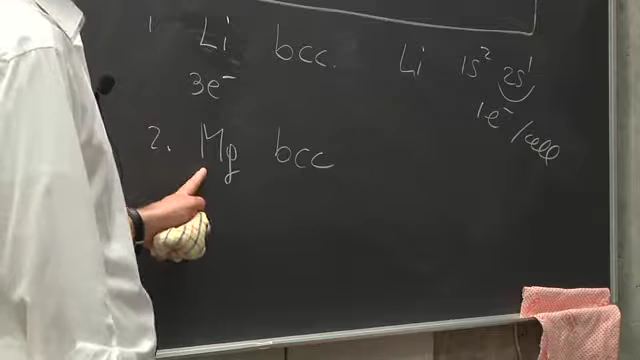 1 Li bcc. Li 1s² 2s¹
3e⁻ 1e⁻/cell
2. Mg bcc